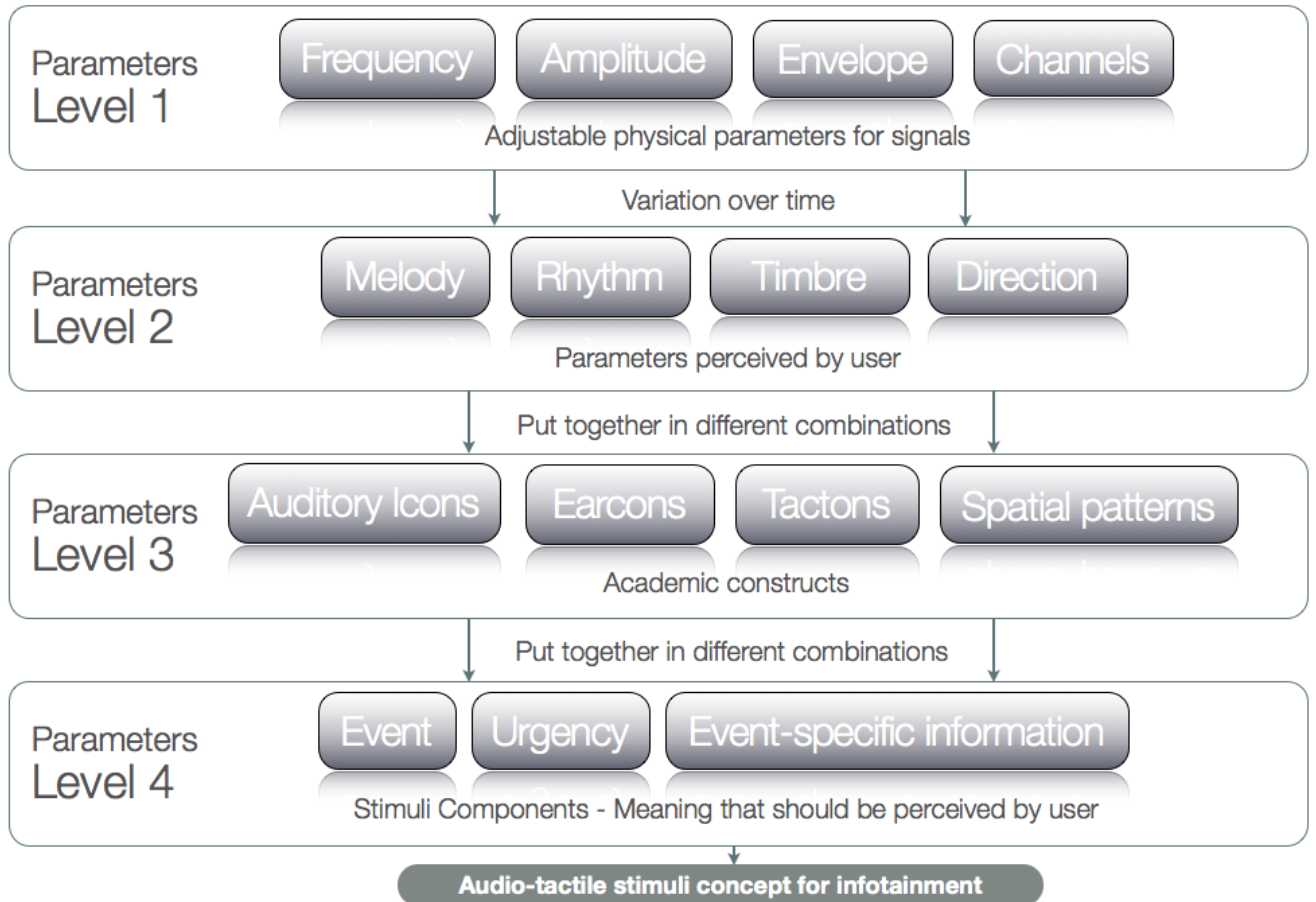 Parameters
Level 1
Frequency Amplitude Envelope Channels
Adjustable physical parameters for signals
Variation over time
Parameters
Level 2
Melody Rhythm Timbre Direction
Parameters perceived by user
Put together in different combinations
Parameters
Level 3
Auditory Icons Earcons Tactons Spatial patterns
Academic constructs
Put together in different combinations
Parameters
Level 4
Event Urgency Event-specific information
Stimuli Components - Meaning that should be perceived by user
Audio-tactile stimuli concept for infotainment